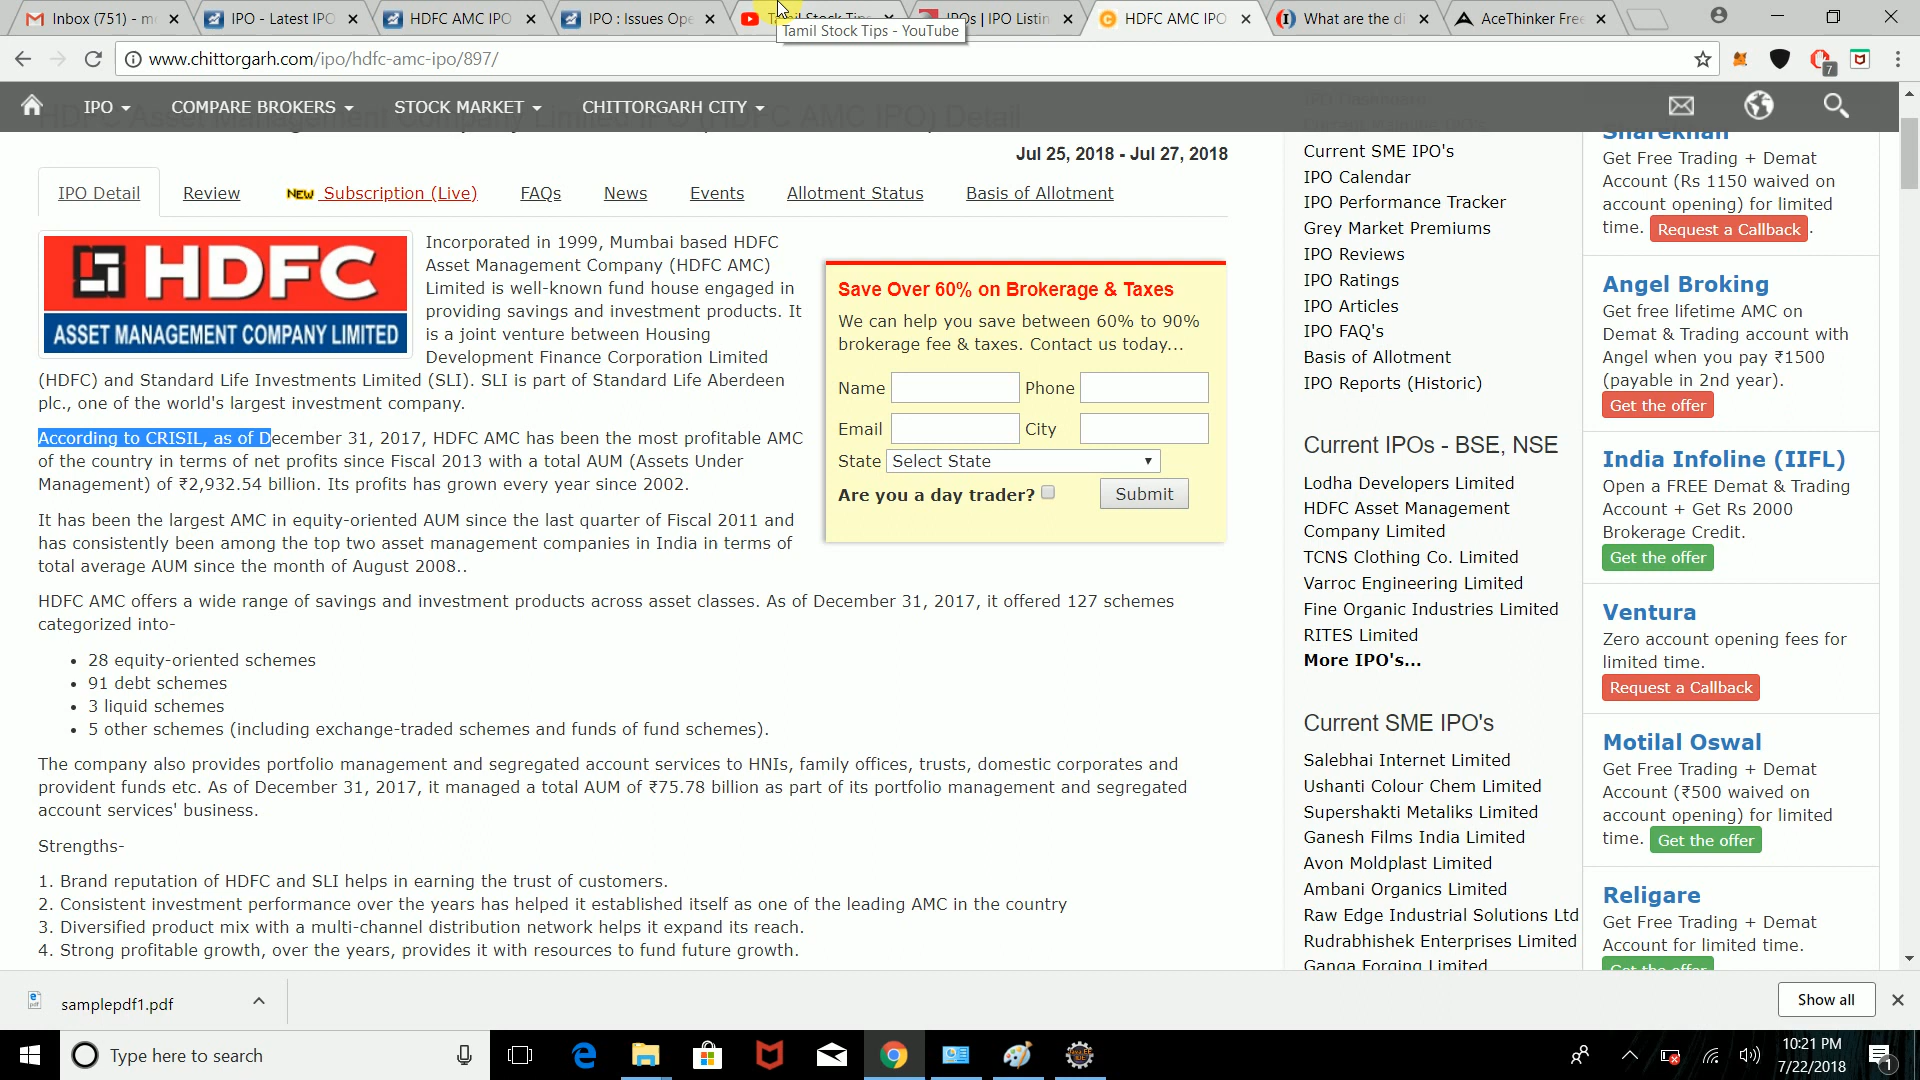 Inbox (751) - m
IPO - Latest IPO
HDFC AMC IPO
IPO : Issues Ope
Tamil Stock Tips
IPOs | IPO Listin
HDFC AMC IPO
What are the di
AceThinker Free
Tamil Stock Tips - YouTube
www.chittorgarh.com/ipo/hdfc-amc-ipo/897/
7
IPO
COMPARE BROKERS
STOCK MARKET
CHITTORGARH CITY
HDFC Asset Management Company Limited IPO (HDFC AMC IPO) Detail
Jul 25, 2018 - Jul 27, 2018
IPO Detail
Review
NEW Subscription (Live)
FAQs
News
Events
Allotment Status
Basis of Allotment
HDFC
ASSET MANAGEMENT COMPANY LIMITED
Incorporated in 1999, Mumbai based HDFC
Asset Management Company (HDFC AMC)
Limited is well-known fund house engaged in
providing savings and investment products. It
is a joint venture between Housing
Development Finance Corporation Limited
(HDFC) and Standard Life Investments Limited (SLI). SLI is part of Standard Life Aberdeen
plc., one of the world's largest investment company.
According to CRISIL, as of December 31, 2017, HDFC AMC has been the most profitable AMC
of the country in terms of net profits since Fiscal 2013 with a total AUM (Assets Under
Management) of ₹2,932.54 billion. Its profits has grown every year since 2002.
It has been the largest AMC in equity-oriented AUM since the last quarter of Fiscal 2011 and
has consistently been among the top two asset management companies in India in terms of
total average AUM since the month of August 2008..
HDFC AMC offers a wide range of savings and investment products across asset classes. As of December 31, 2017, it offered 127 schemes
categorized into-
• 28 equity-oriented schemes
• 91 debt schemes
• 3 liquid schemes
• 5 other schemes (including exchange-traded schemes and funds of fund schemes).
The company also provides portfolio management and segregated account services to HNIs, family offices, trusts, domestic corporates and
provident funds etc. As of December 31, 2017, it managed a total AUM of ₹75.78 billion as part of its portfolio management and segregated
account services' business.
Strengths-
1. Brand reputation of HDFC and SLI helps in earning the trust of customers.
2. Consistent investment performance over the years has helped it established itself as one of the leading AMC in the country
3. Diversified product mix with a multi-channel distribution network helps it expand its reach.
4. Strong profitable growth, over the years, provides it with resources to fund future growth.
Save Over 60% on Brokerage & Taxes
We can help you save between 60% to 90%
brokerage fee & taxes. Contact us today...
Name
Phone
Email
City
State Select State
Are you a day trader?
Submit
IPO Dashboard
Current Mainline IPO's
Current SME IPO's
IPO Calendar
IPO Performance Tracker
Grey Market Premiums
IPO Reviews
IPO Ratings
IPO Articles
IPO FAQ's
Basis of Allotment
IPO Reports (Historic)
Current IPOs - BSE, NSE
Lodha Developers Limited
HDFC Asset Management
Company Limited
TCNS Clothing Co. Limited
Varroc Engineering Limited
Fine Organic Industries Limited
RITES Limited
More IPO's...
Current SME IPO's
Salebhai Internet Limited
Ushanti Colour Chem Limited
Supershakti Metaliks Limited
Ganesh Films India Limited
Avon Moldplast Limited
Ambani Organics Limited
Raw Edge Industrial Solutions Ltd
Rudrabhishek Enterprises Limited
Ganga Forging Limited
Sharekhan
Get Free Trading + Demat
Account (Rs 1150 waived on
account opening) for limited
time. Request a Callback .
Angel Broking
Get free lifetime AMC on
Demat & Trading account with
Angel when you pay ₹1500
(payable in 2nd year).
Get the offer
India Infoline (IIFL)
Open a FREE Demat & Trading
Account + Get Rs 2000
Brokerage Credit.
Get the offer
Ventura
Zero account opening fees for
limited time.
Request a Callback
Motilal Oswal
Get Free Trading + Demat
Account (₹500 waived on
account opening) for limited
time. Get the offer
Religare
Get Free Trading + Demat
Account for limited time.
Get the offer
samplepdf1.pdf
Show all
Type here to search
10:21 PM
7/22/2018
1